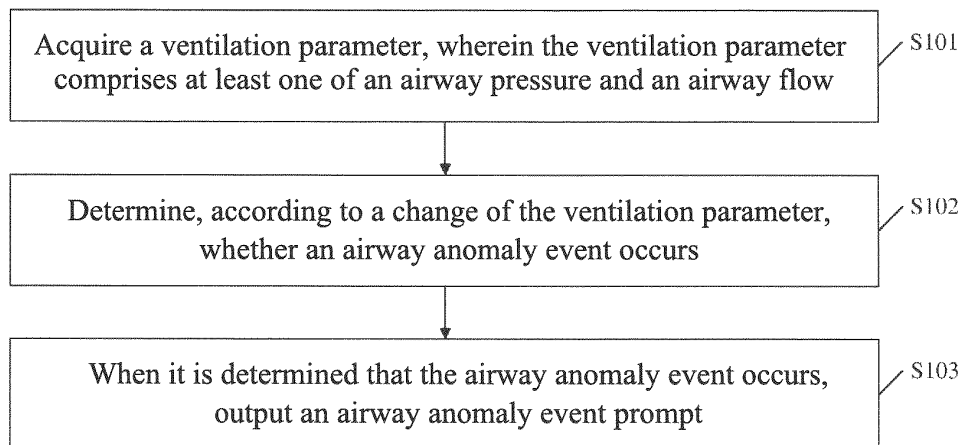 Acquire a ventilation parameter, wherein the ventilation parameter
comprises at least one of an airway pressure and an airway flow
S101
Determine, according to a change of the ventilation parameter,
whether an airway anomaly event occurs
S102
When it is determined that the airway anomaly event occurs,
output an airway anomaly event prompt
S103